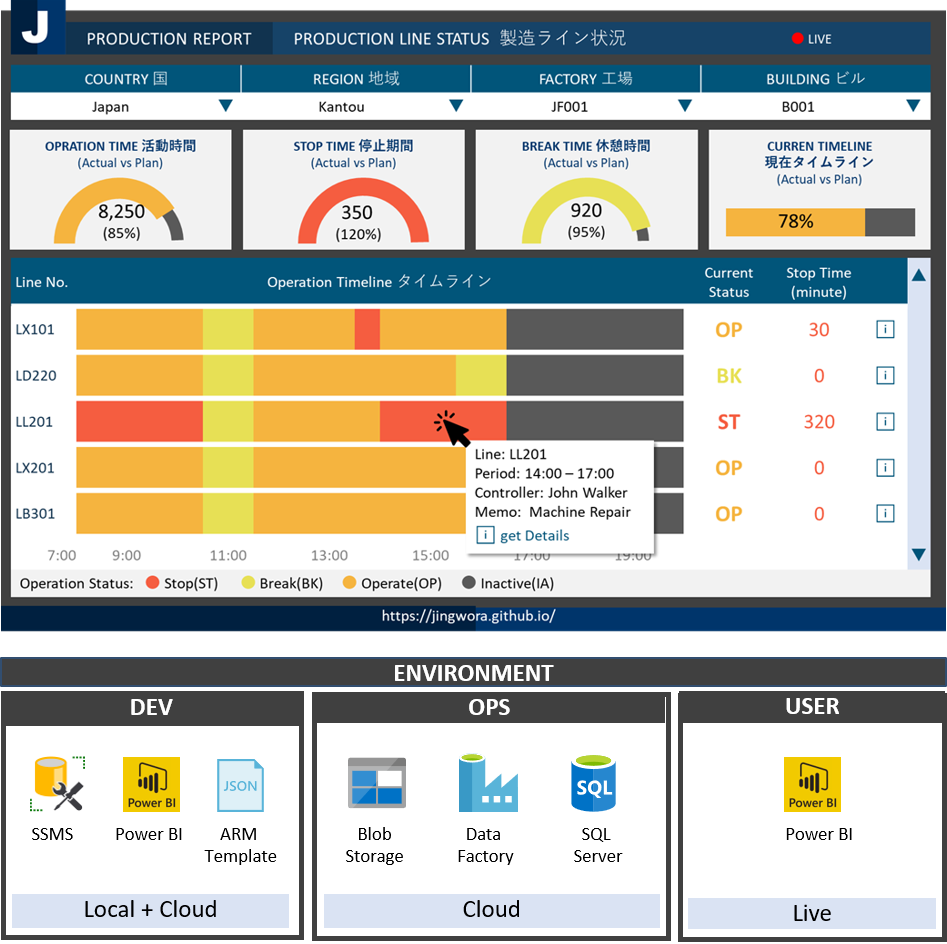 J
PRODUCTION REPORT
PRODUCTION LINE STATUS 製造ライン状況
LIVE
COUNTRY 国
REGION 地域
FACTORY 工場
BUILDING ビル
Japan
Kantou
JF001
B001
OPRATION TIME 活動時間
(Actual vs Plan)
8,250
(85%)
STOP TIME 停止期間
(Actual vs Plan)
350
(120%)
BREAK TIME 休憩時間
(Actual vs Plan)
920
(95%)
CURREN TIMELINE
現在タイムライン
(Actual vs Plan)
78%
Line No.
Operation Timeline タイムライン
Current
Status
Stop Time
(minute)
LX101
OP
30
i
LD220
BK
0
i
LL201
ST
320
i
LX201
OP
0
i
LB301
OP
0
i
Line: LL201
Period: 14:00 – 17:00
Controller: John Walker
Memo: Machine Repair
i get Details
7:00
9:00
11:00
13:00
15:00
17:00
19:00
Operation Status:
Stop(ST)
Break(BK)
Operate(OP)
Inactive(IA)
https://jingwora.github.io/
ENVIRONMENT
DEV
Power BI
JSON
SSMS
Power BI
ARM
Template
Local + Cloud
OPS
SQL
Blob
Storage
Data
Factory
SQL
Server
Cloud
USER
Power BI
Power BI
Live